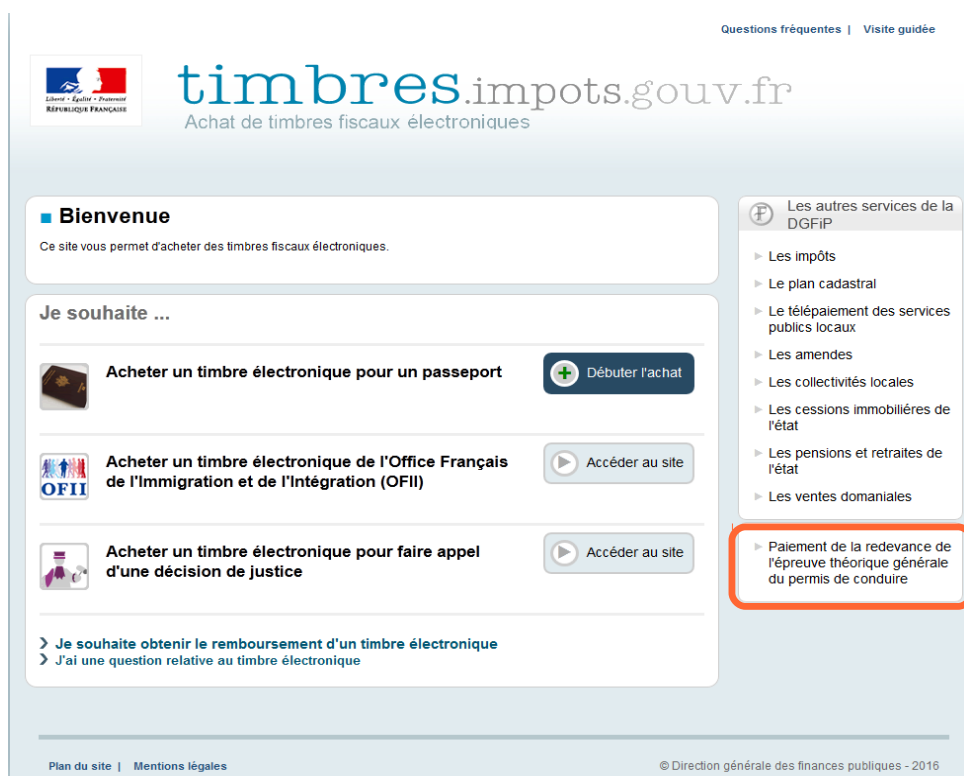 Questions fréquentes | Visite guidée
Liberté • Égalité • Fraternité
RÉPUBLIQUE FRANÇAISE
timbres.impots.gouv.fr
Achat de timbres fiscaux électroniques
Bienvenue
Ce site vous permet d'acheter des timbres fiscaux électroniques.
Je souhaite ...
Acheter un timbre électronique pour un passeport
Débuter l'achat
OFII
Acheter un timbre électronique de l'Office Français
de l'Immigration et de l'Intégration (OFII)
Accéder au site
Acheter un timbre électronique pour faire appel
d'une décision de justice
Accéder au site
Je souhaite obtenir le remboursement d'un timbre électronique
J'ai une question relative au timbre électronique
Les autres services de la
DGFiP
Les impôts
Le plan cadastral
Le télépaiement des services
publics locaux
Les amendes
Les collectivités locales
Les cessions immobiliéres de
l'état
Les pensions et retraites de
l'état
Les ventes domaniales
Paiement de la redevance de
l'épreuve théorique générale
du permis de conduire
Plan du site | Mentions légales
© Direction générale des finances publiques - 2016